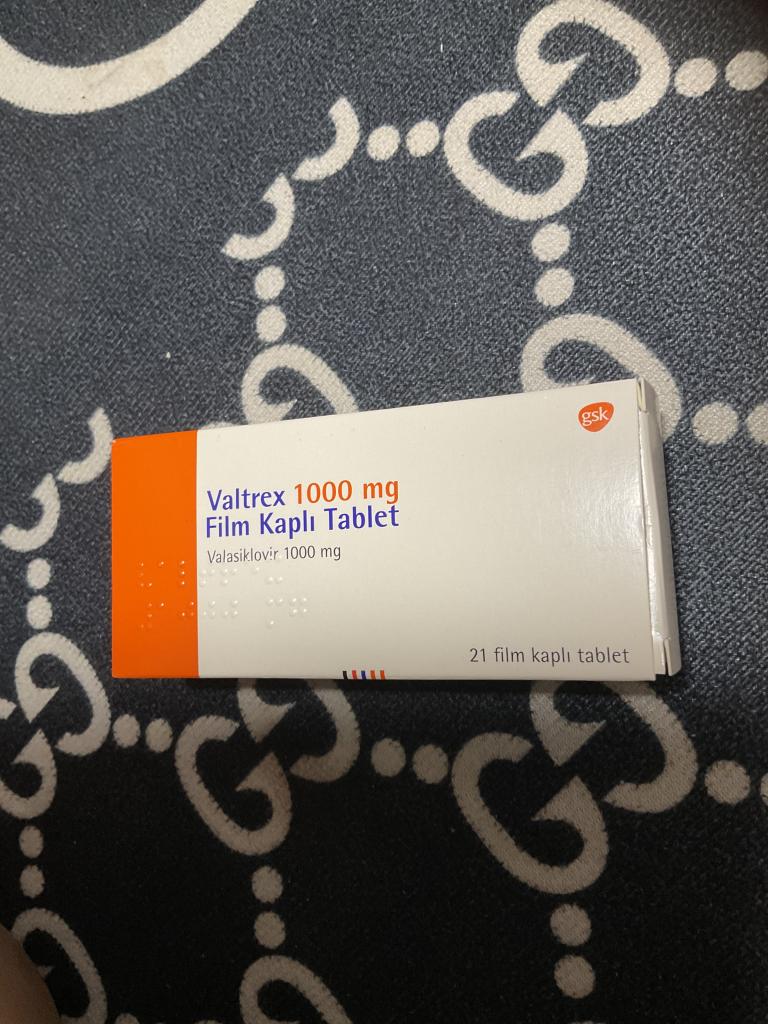 gsk
Valtrex 1000 mg
Film Kaplı Tablet
Valasiklovir 1000 mg
21 film kaplı tablet